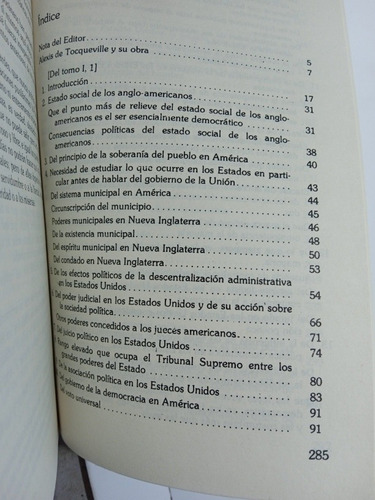 Índice
Nota del Editor 5
Alexis de Tocqueville y su obra 7
[Del tomo I, 1]
1. Introducción 17
2. Estado social de los anglo-americanos 31
Que el punto más de relieve del estado social de los anglo-
americanos es el ser esencialmente democrático 31
Consecuencias políticas del estado social de los anglo-
americanos 38
3. Del principio de la soberanía del pueblo en América 40
4. Necesidad de estudiar lo que ocurre en los Estados en parti-
cular antes de hablar del gobierno de la Unión 43
Del sistema municipal en América 44
Circunscripción del municipio 45
Poderes municipales en Nueva Inglaterra 46
De la existencia municipal 48
Del espíritu municipal en Nueva Inglaterra 50
Del condado en Nueva Inglaterra 53
De los efectos políticos de la descentralización administrativa
en los Estados Unidos 54
Del poder judicial en los Estados Unidos y de su acción sobre
la sociedad política 66
Otros poderes concedidos a los jueces americanos 71
Del juicio político en los Estados Unidos 74
Rango elevado que ocupa el Tribunal Supremo entre los
grandes poderes del Estado 80
De la asociación política en los Estados Unidos 83
Del gobierno de la democracia en América 91
Del voto universal 91
285